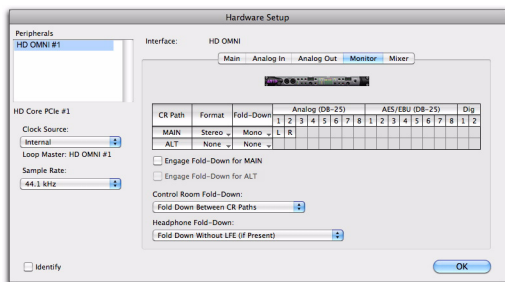 Hardware Setup
Peripherals
HD OMNI #1
Interface: HD OMNI
Main Analog In Analog Out Monitor Mixer
HD Core PCIe #1
Clock Source:
Internal
Loop Master: HD OMNI #1
Sample Rate:
44.1 kHz
CR Path Format Fold-Down Analog (DB-25) AES/EBU (DB-25) Dig
1 2 3 4 5 6 7 8 1 2 3 4 5 6 7 8 1 2
MAIN Stereo Mono L R
ALT None None
Engage Fold-Down for MAIN
Engage Fold-Down for ALT
Control Room Fold-Down:
Fold Down Between CR Paths
Headphone Fold-Down:
Fold Down Without LFE (if Present)
Identify
OK